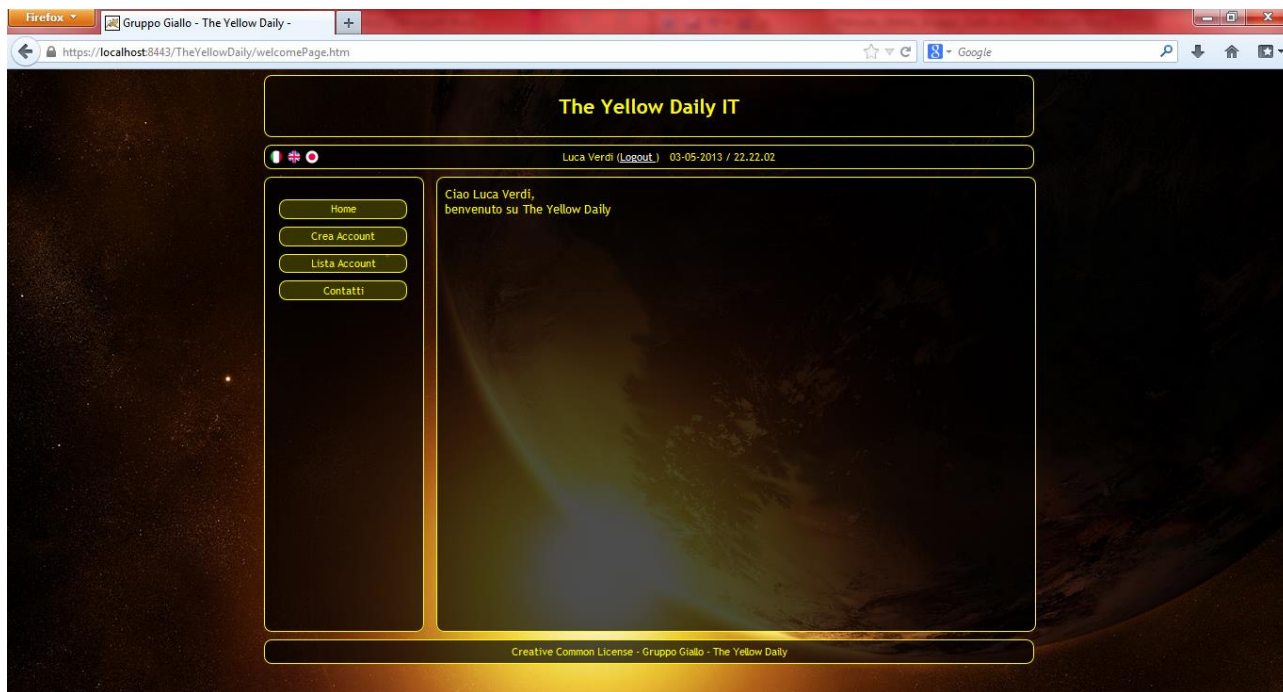 Firefox
Gruppo Giallo - The Yellow Daily -
https://localhost:8443/TheYellowDaily/welcomePage.htm
Google
The Yellow Daily IT
Luca Verdi (Logout ) 03-05-2013 / 22.22.02
Home
Crea Account
Lista Account
Contatti
Ciao Luca Verdi,
benvenuto su The Yellow Daily
Creative Common License - Gruppo Giallo - The Yellow Daily